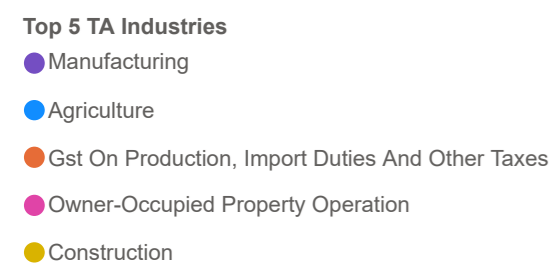 Top 5 TA Industries
Manufacturing
Agriculture
Gst On Production, Import Duties And Other Taxes
Owner-Occupied Property Operation
Construction